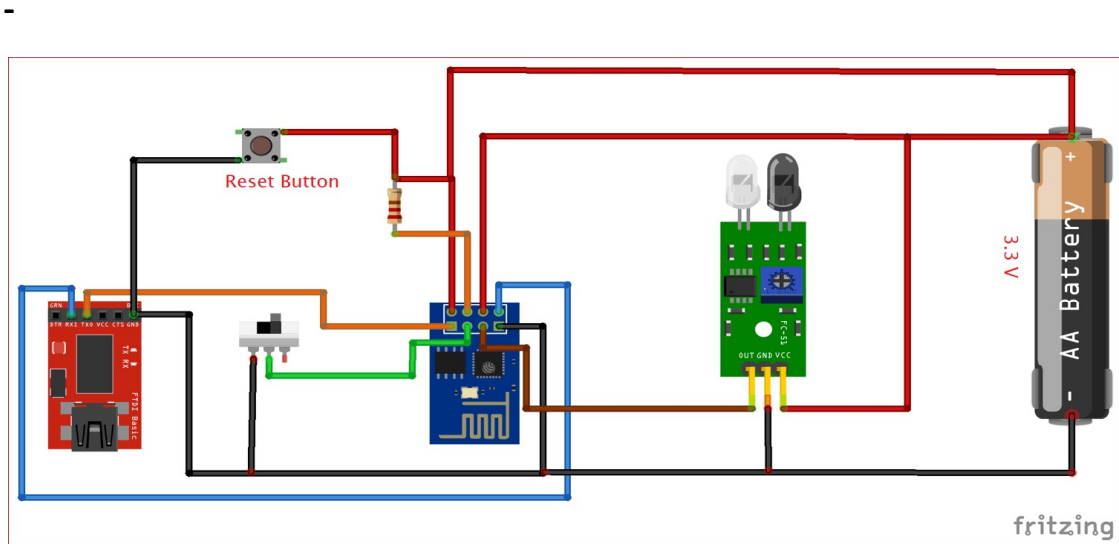 -
Reset Button
GRN
DTR RXI TXO VCC CTS GND
TX RX
FTDI Basic
FC-51
OUT GND VCC
3.3 V
+
AA Battery
-
fritzing